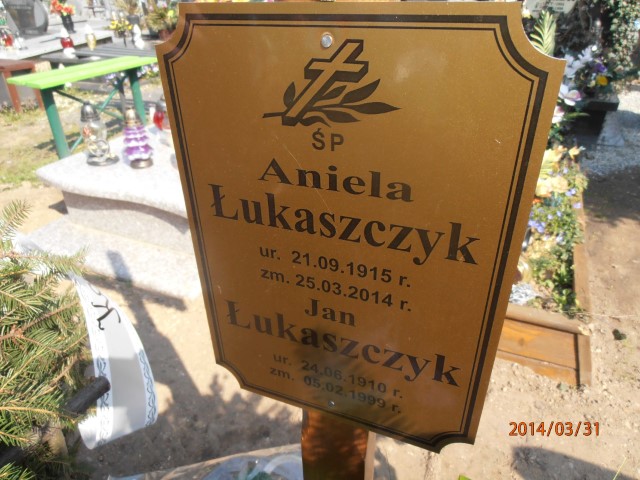 ŚP
Aniela
Łukaszczyk
ur. 21.09.1915 r.
zm. 25.03.2014 r.
Jan
Łukaszczyk
ur. 24.06.1910 r.
zm. 05.02.1999 r.
2014/03/31